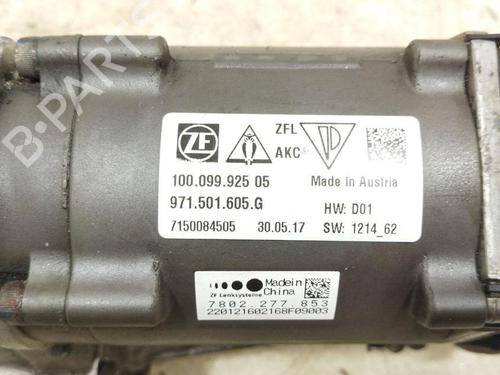 B-PARTS
ZF
ZFL
AKC
100.099.925 05
Made in Austria
971.501.605.G
HW: D01
7150084505
30.05.17
SW: 1214_62
ZF Lenksysteme
Made in
China
7802.277.853
220121602168F09003